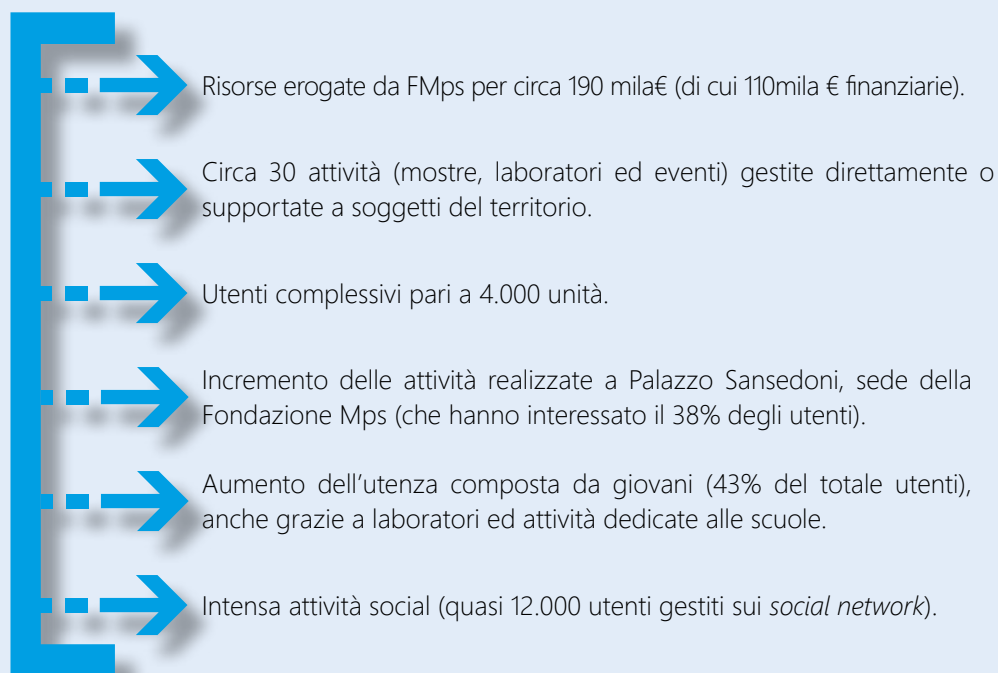 Risorse erogate da FMps per circa 190 mila€ (di cui 110mila € finanziarie).
Circa 30 attività (mostre, laboratori ed eventi) gestite direttamente o
supportate a soggetti del territorio.
Utenti complessivi pari a 4.000 unità.
Incremento delle attività realizzate a Palazzo Sansedoni, sede della
Fondazione Mps (che hanno interessato il 38% degli utenti).
Aumento dell’utenza composta da giovani (43% del totale utenti),
anche grazie a laboratori ed attività dedicate alle scuole.
Intensa attività social (quasi 12.000 utenti gestiti sui social network).